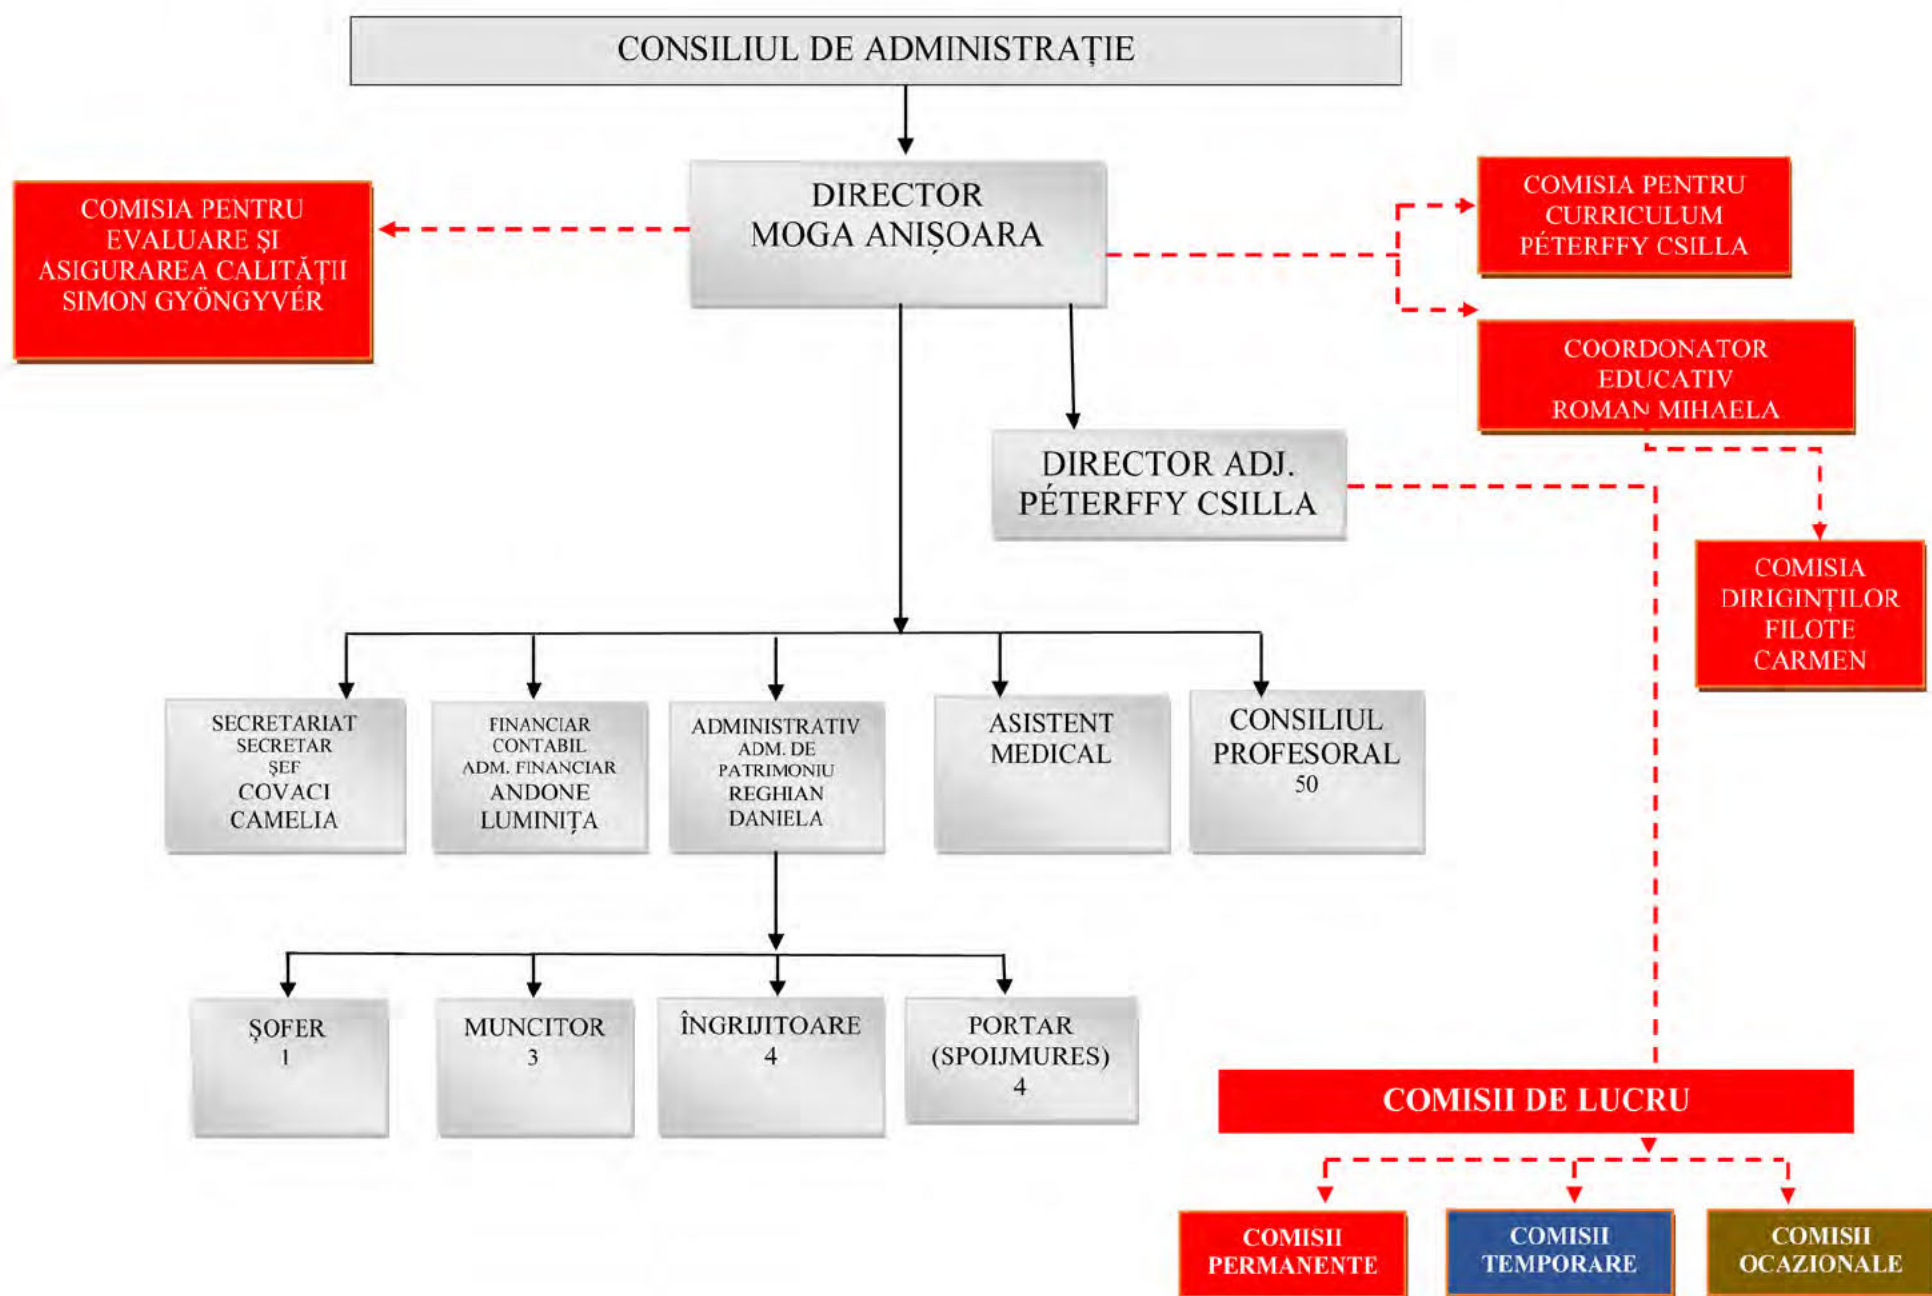 CONSILIUL DE ADMINISTRAȚIE
DIRECTOR
MOGA ANIȘOARA
COMISIA PENTRU
EVALUARE ȘI
ASIGURAREA CALITĂȚII
SIMON GYÖNGYVÉR
COMISIA PENTRU
CURRICULUM
PÉTERFFY CSILLA
COORDONATOR
EDUCATIV
ROMAN MIHAELA
DIRECTOR ADJ.
PÉTERFFY CSILLA
COMISIA
DIRIGINȚILOR
FILOTE
CARMEN
SECRETARIAT
SECRETAR
ȘEF
COVACI
CAMELIA
FINANCIAR
CONTABIL
ADM. FINANCIAR
ANDONE
LUMINIȚA
ADMINISTRATIV
ADM. DE
PATRIMONIU
REGHIAN
DANIELA
ASISTENT
MEDICAL
CONSILIUL
PROFESORAL
50
ȘOFER
1
MUNCITOR
3
ÎNGRIJITOARE
4
PORTAR
(SPOIJMURES)
4
COMISII DE LUCRU
COMISII
PERMANENTE
COMISII
TEMPORARE
COMISII
OCAZIONALE